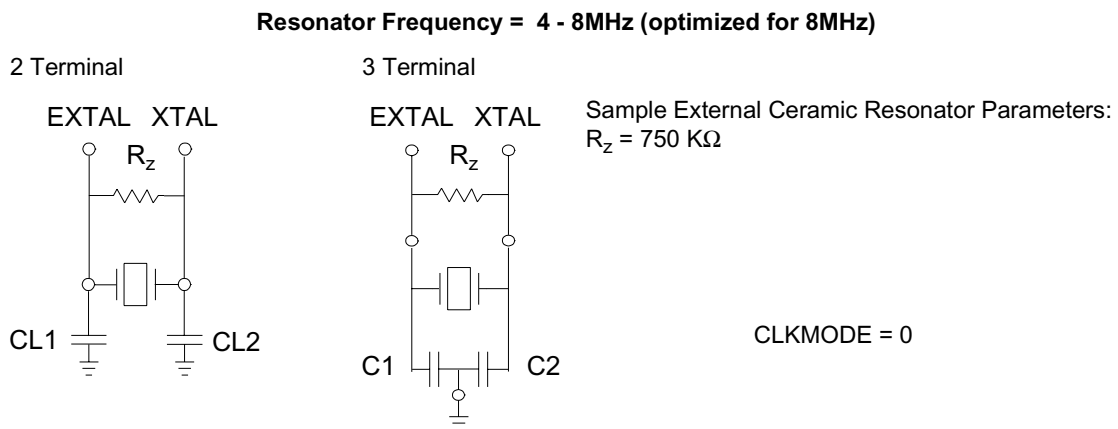 Resonator Frequency = 4 - 8MHz (optimized for 8MHz)
2 Terminal
3 Terminal
EXTAL XTAL
EXTAL XTAL
Sample External Ceramic Resonator Parameters:
Rz = 750 KΩ
Rz
Rz
CL1
CL2
C1
C2
CLKMODE = 0